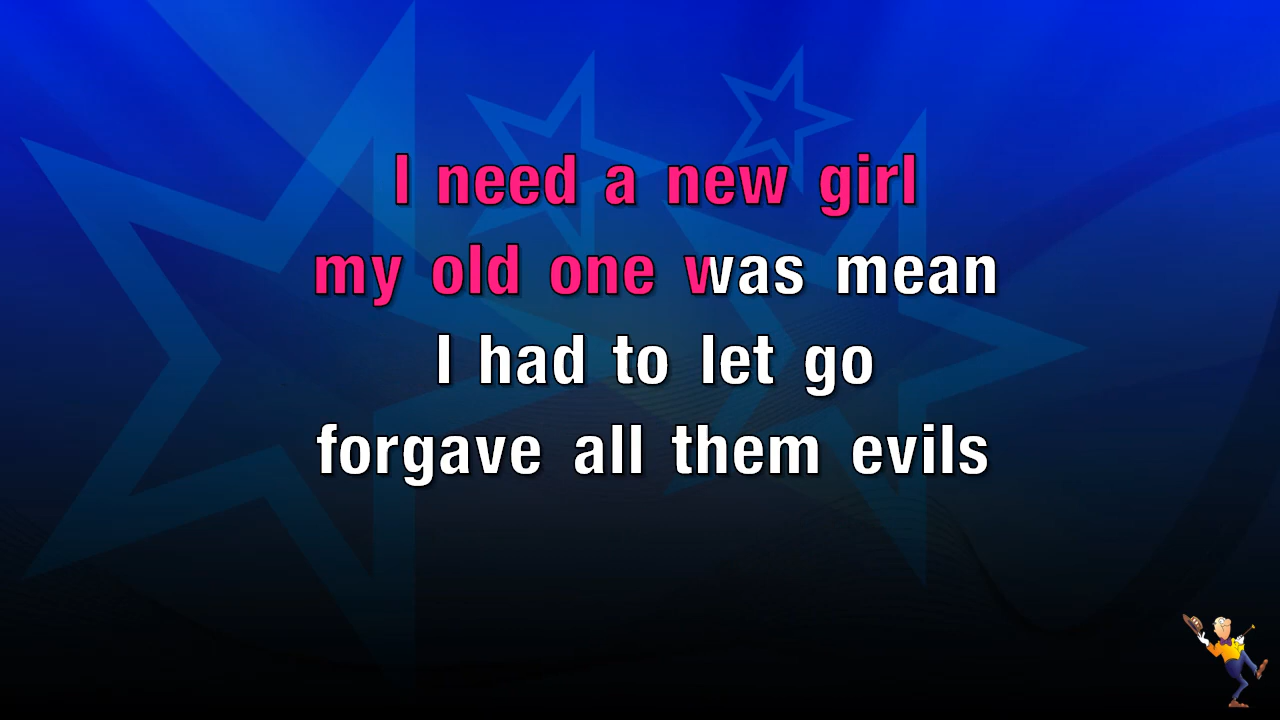 I need a new girl
my old one was mean
I had to let go
forgave all them evils